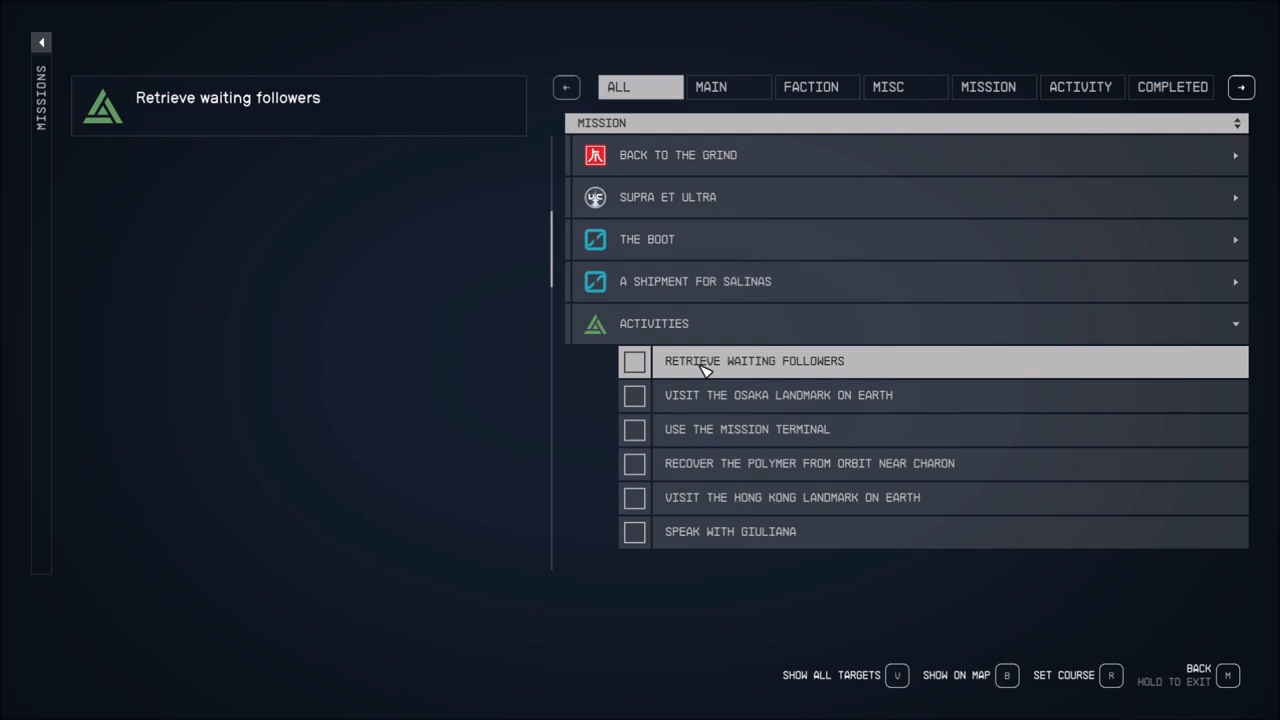 MISSIONS
Retrieve waiting followers
ALL MAIN FACTION MISC MISSION ACTIVITY COMPLETED
MISSION
BACK TO THE GRIND
UC SUPRA ET ULTRA
THE BOOT
A SHIPMENT FOR SALINAS
ACTIVITIES
RETRIEVE WAITING FOLLOWERS
VISIT THE OSAKA LANDMARK ON EARTH
USE THE MISSION TERMINAL
RECOVER THE POLYMER FROM ORBIT NEAR CHARON
VISIT THE HONG KONG LANDMARK ON EARTH
SPEAK WITH GIULIANA
SHOW ALL TARGETS V SHOW ON MAP B SET COURSE R BACK M
HOLD TO EXIT